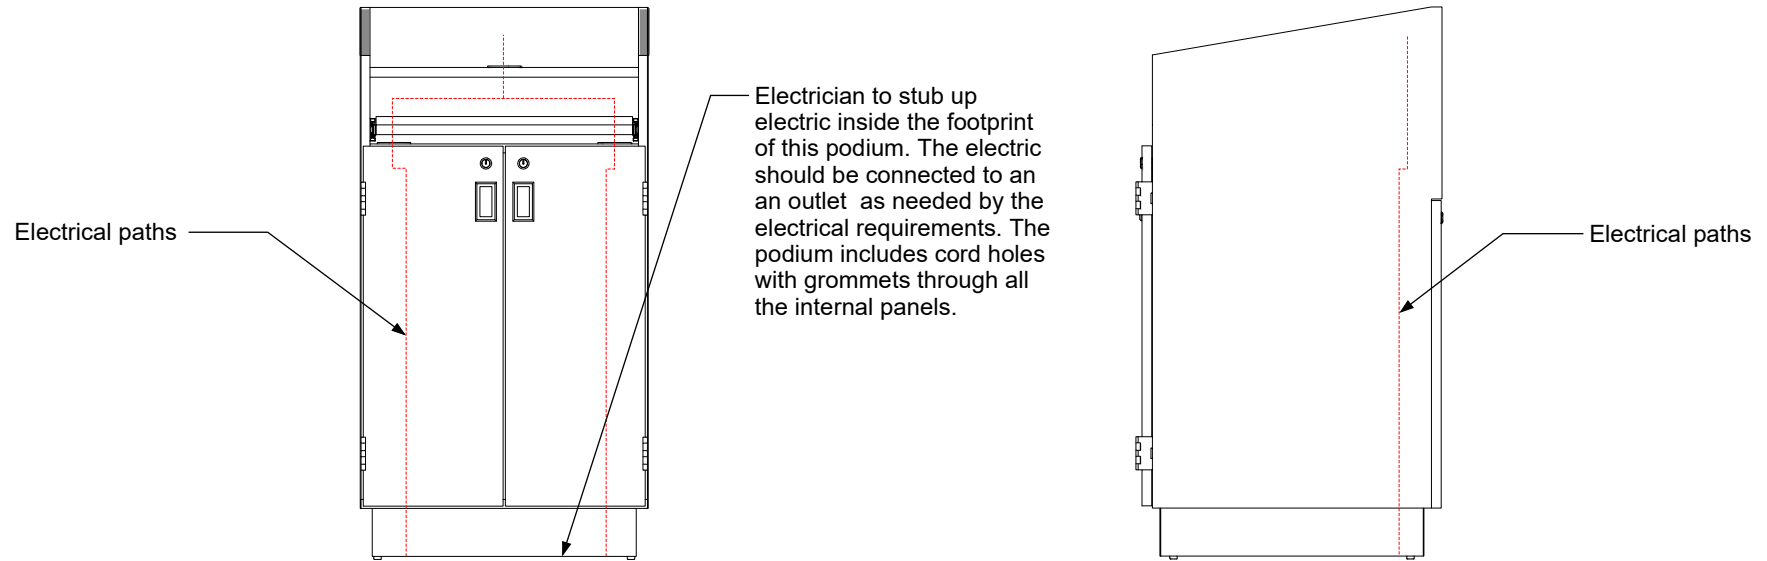 Electrician to stub up
electric inside the footprint
of this podium. The electric
should be connected to an
an outlet  as needed by the
electrical requirements. The
podium includes cord holes
with grommets through all
the internal panels.
Electrical paths
Electrical paths